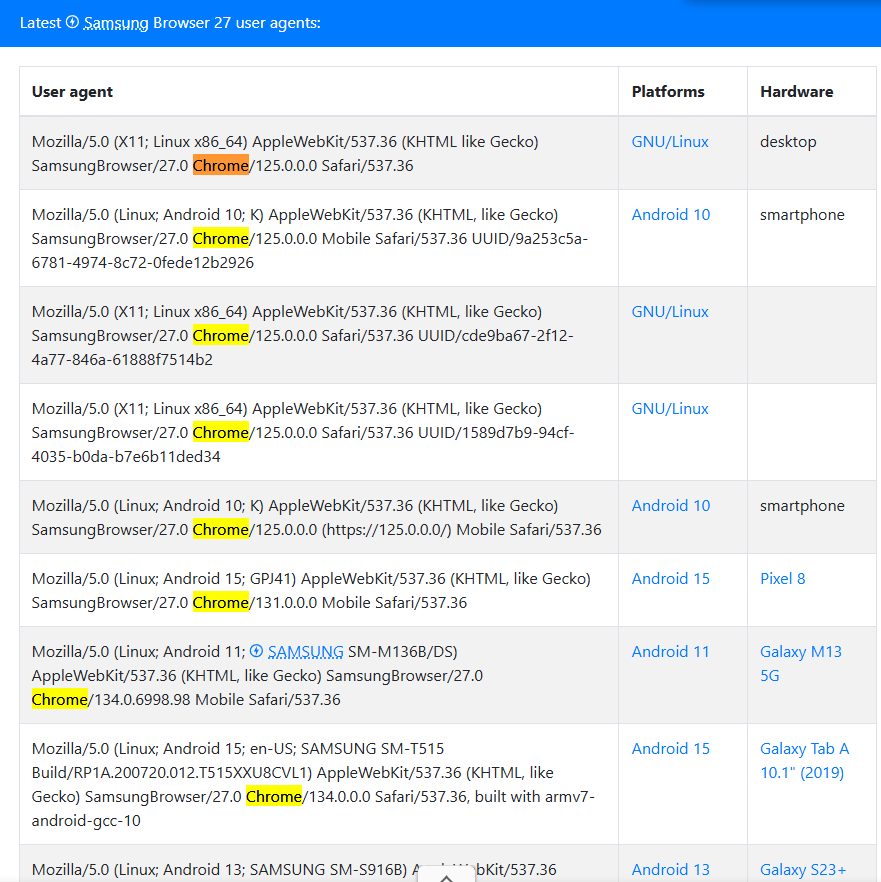 Latest Samsung Browser 27 user agents:
User agent Platforms Hardware
Mozilla/5.0 (X11; Linux x86_64) AppleWebKit/537.36 (KHTML like Gecko) GNU/Linux desktop
SamsungBrowser/27.0 Chrome/125.0.0.0 Safari/537.36
Mozilla/5.0 (Linux; Android 10; K) AppleWebKit/537.36 (KHTML, like Gecko) Android 10 smartphone
SamsungBrowser/27.0 Chrome/125.0.0.0 Mobile Safari/537.36 UUID/9a253c5a-
6781-4974-8c72-0fede12b2926
Mozilla/5.0 (X11; Linux x86_64) AppleWebKit/537.36 (KHTML, like Gecko) GNU/Linux
SamsungBrowser/27.0 Chrome/125.0.0.0 Safari/537.36 UUID/cde9ba67-2f12-
4a77-846a-61888f7514b2
Mozilla/5.0 (X11; Linux x86_64) AppleWebKit/537.36 (KHTML, like Gecko) GNU/Linux
SamsungBrowser/27.0 Chrome/125.0.0.0 Safari/537.36 UUID/1589d7b9-94cf-
4035-b0da-b7e6b11ded34
Mozilla/5.0 (Linux; Android 10; K) AppleWebKit/537.36 (KHTML, like Gecko) Android 10 smartphone
SamsungBrowser/27.0 Chrome/125.0.0.0 (https://125.0.0.0/) Mobile Safari/537.36
Mozilla/5.0 (Linux; Android 15; GPJ41) AppleWebKit/537.36 (KHTML, like Gecko) Android 15 Pixel 8
SamsungBrowser/27.0 Chrome/131.0.0.0 Mobile Safari/537.36
Mozilla/5.0 (Linux; Android 11; SAMSUNG SM-M136B/DS) Android 11 Galaxy M13
AppleWebKit/537.36 (KHTML, like Gecko) SamsungBrowser/27.0 5G
Chrome/134.0.6998.98 Mobile Safari/537.36
Mozilla/5.0 (Linux; Android 15; en-US; SAMSUNG SM-T515 Android 15 Galaxy Tab A
Build/RP1A.200720.012.T515XXU8CVL1) AppleWebKit/537.36 (KHTML, like 10.1" (2019)
Gecko) SamsungBrowser/27.0 Chrome/134.0.0.0 Safari/537.36, built with armv7-
android-gcc-10
Mozilla/5.0 (Linux; Android 13; SAMSUNG SM-S916B) Android 13 Galaxy S23+